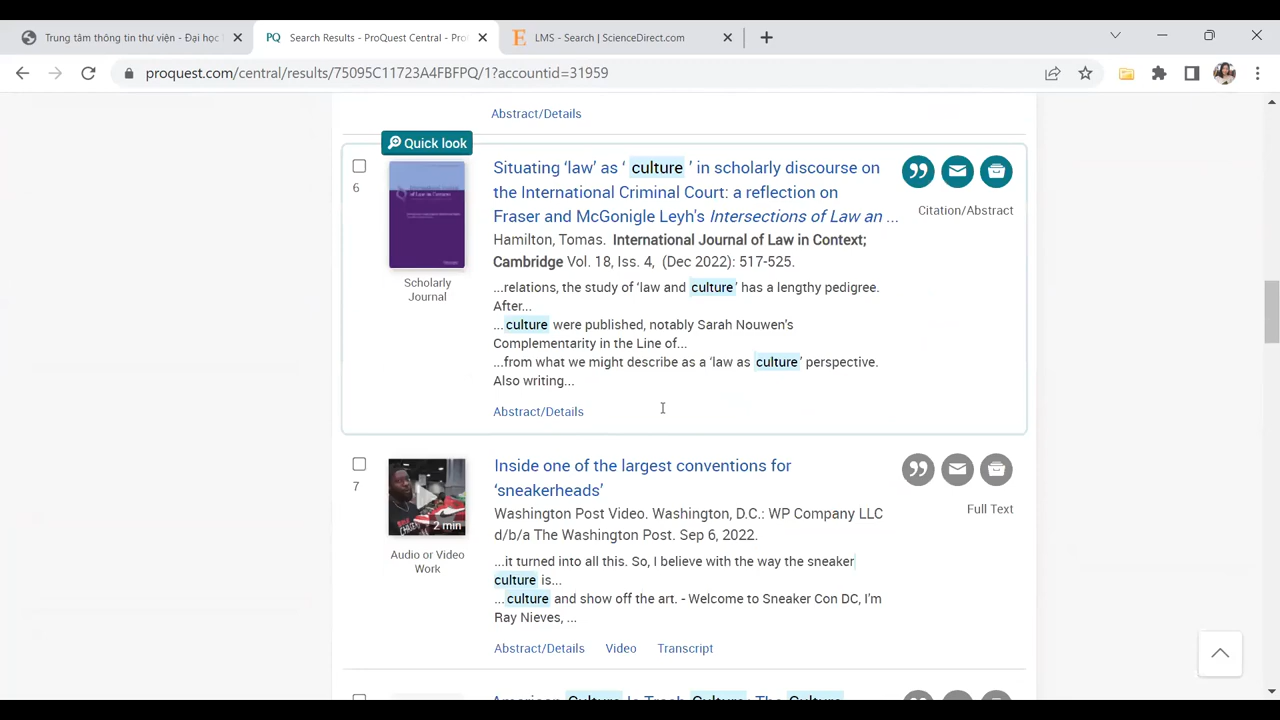 Trung tâm thông tin thư viện - Đại học
PQ Search Results - ProQuest Central - Pro
E LMS - Search | ScienceDirect.com
proquest.com/central/results/75095C11723A4FBFPQ/1?accountid=31959
Abstract/Details
Quick look
6
Situating ‘law’ as ‘ culture ’ in scholarly discourse on
the International Criminal Court: a reflection on
Fraser and McGonigle Leyh's Intersections of Law an ...
Citation/Abstract
Hamilton, Tomas. International Journal of Law in Context;
Cambridge Vol. 18, Iss. 4, (Dec 2022): 517-525.
Scholarly
Journal
...relations, the study of ‘law and culture’ has a lengthy pedigree.
After...
...culture were published, notably Sarah Nouwen’s
Complementarity in the Line of...
...from what we might describe as a ‘law as culture’ perspective.
Also writing...
Abstract/Details
7
Inside one of the largest conventions for
‘sneakerheads’
Full Text
Washington Post Video. Washington, D.C.: WP Company LLC
d/b/a The Washington Post. Sep 6, 2022.
2 min
Audio or Video
Work
...it turned into all this. So, I believe with the way the sneaker
culture is...
...culture and show off the art. - Welcome to Sneaker Con DC, I’m
Ray Nieves, ...
Abstract/Details Video Transcript
American Culture Is Trash Culture: The Culture